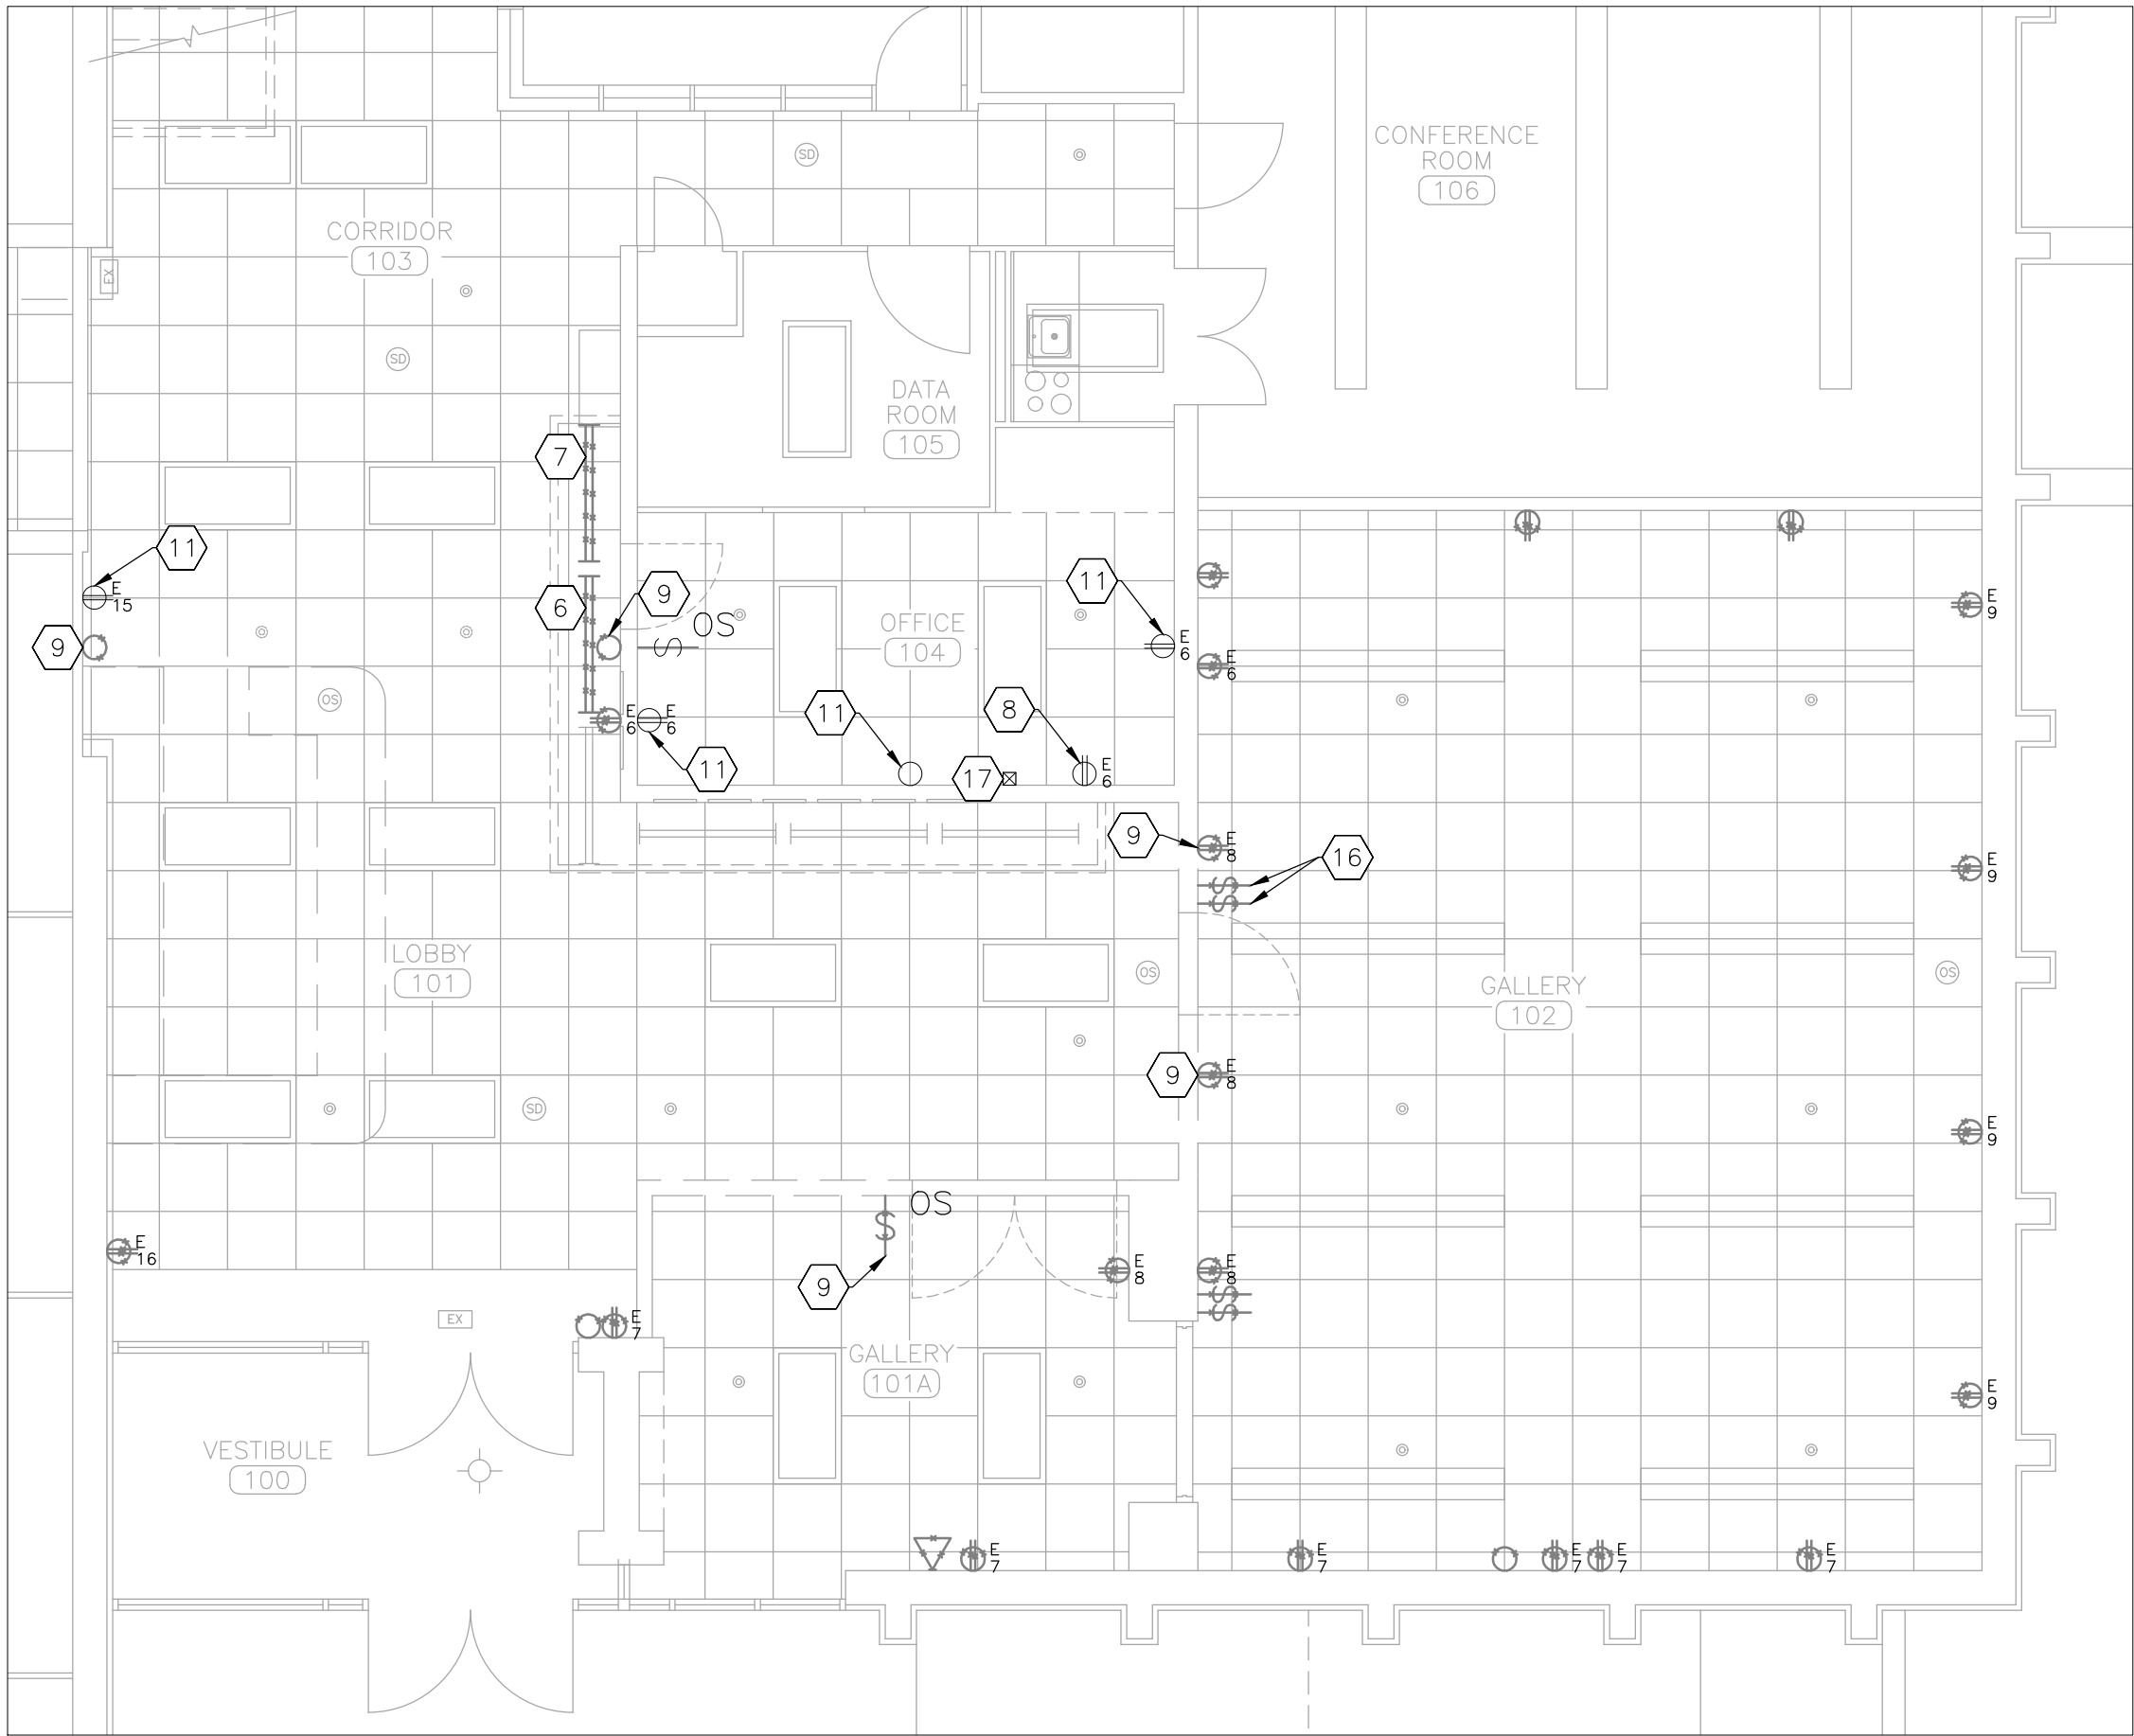 CONFERENCE
ROOM
106
SD
CORRIDOR
103
EX
SD
DATA
ROOM
105
7
11
E
15
9
6
9
$ OS
OFFICE
104
11
E
6
E
6
E
9
OS
E
6
E
6
11
11
8
17
E
6
9
E
8
16
$
$
E
9
LOBBY
101
OS
OS
GALLERY
102
9
E
8
SD
E
9
E
16
$ OS
9
E
8
E
8
$
$
EX
E
7
GALLERY
101A
E
9
VESTIBULE
100
E
7
E
7
E
7
E
7
E
7